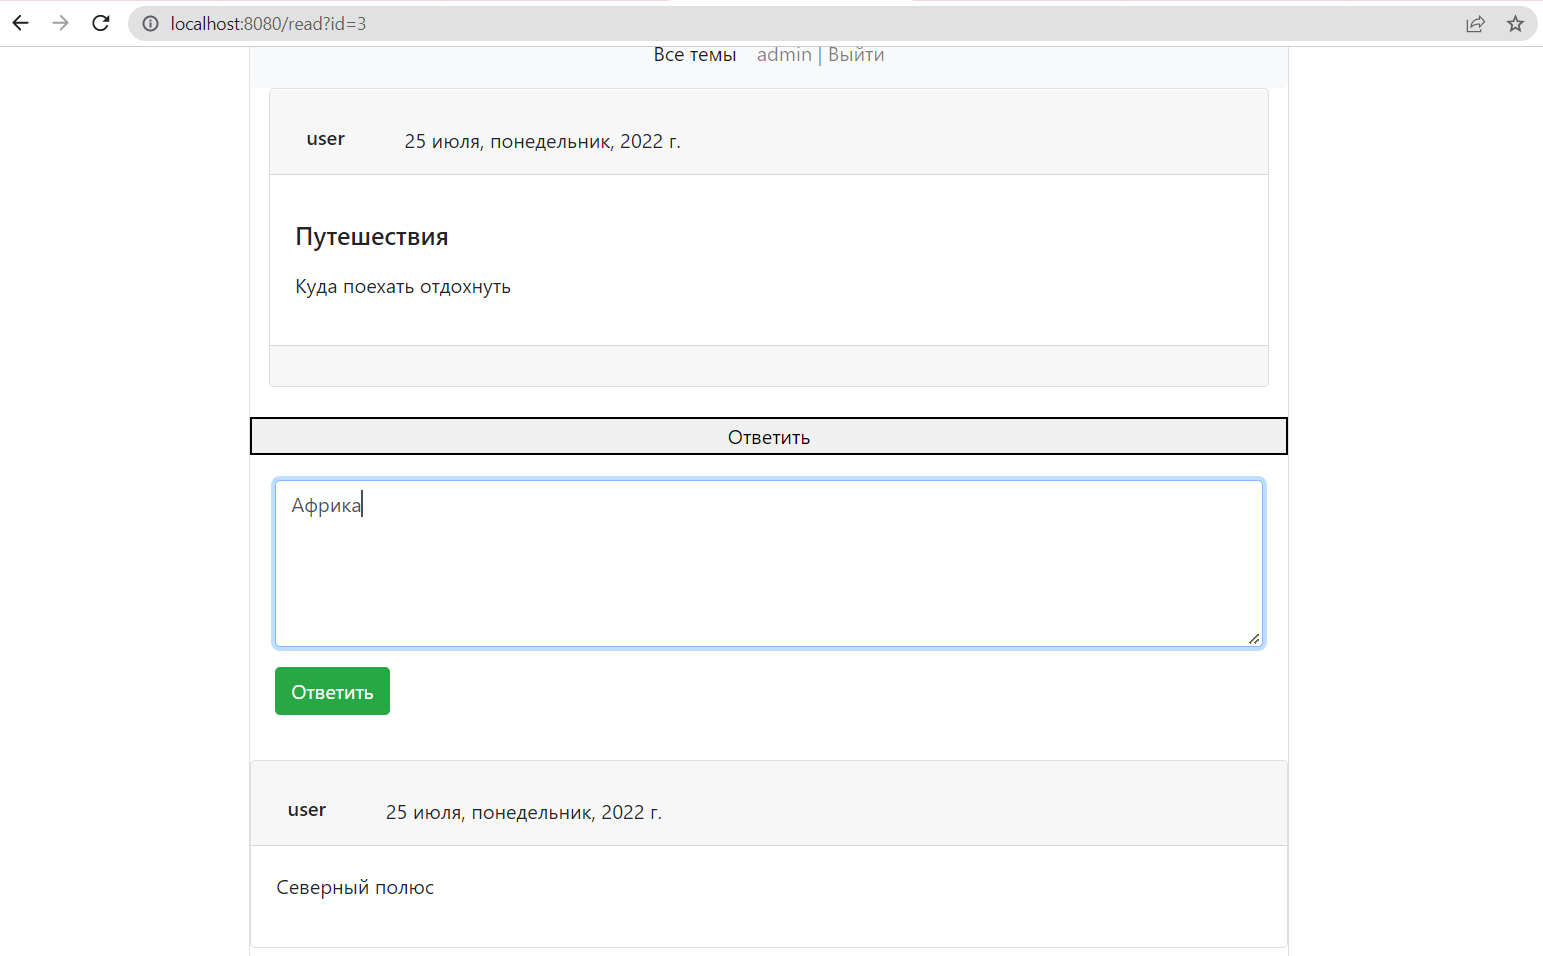 localhost:8080/read?id=3
Все темы admin | Выйти
user 25 июля, понедельник, 2022 г.
Путешествия
Куда поехать отдохнуть
Ответить
Африка
Ответить
user 25 июля, понедельник, 2022 г.
Северный полюс